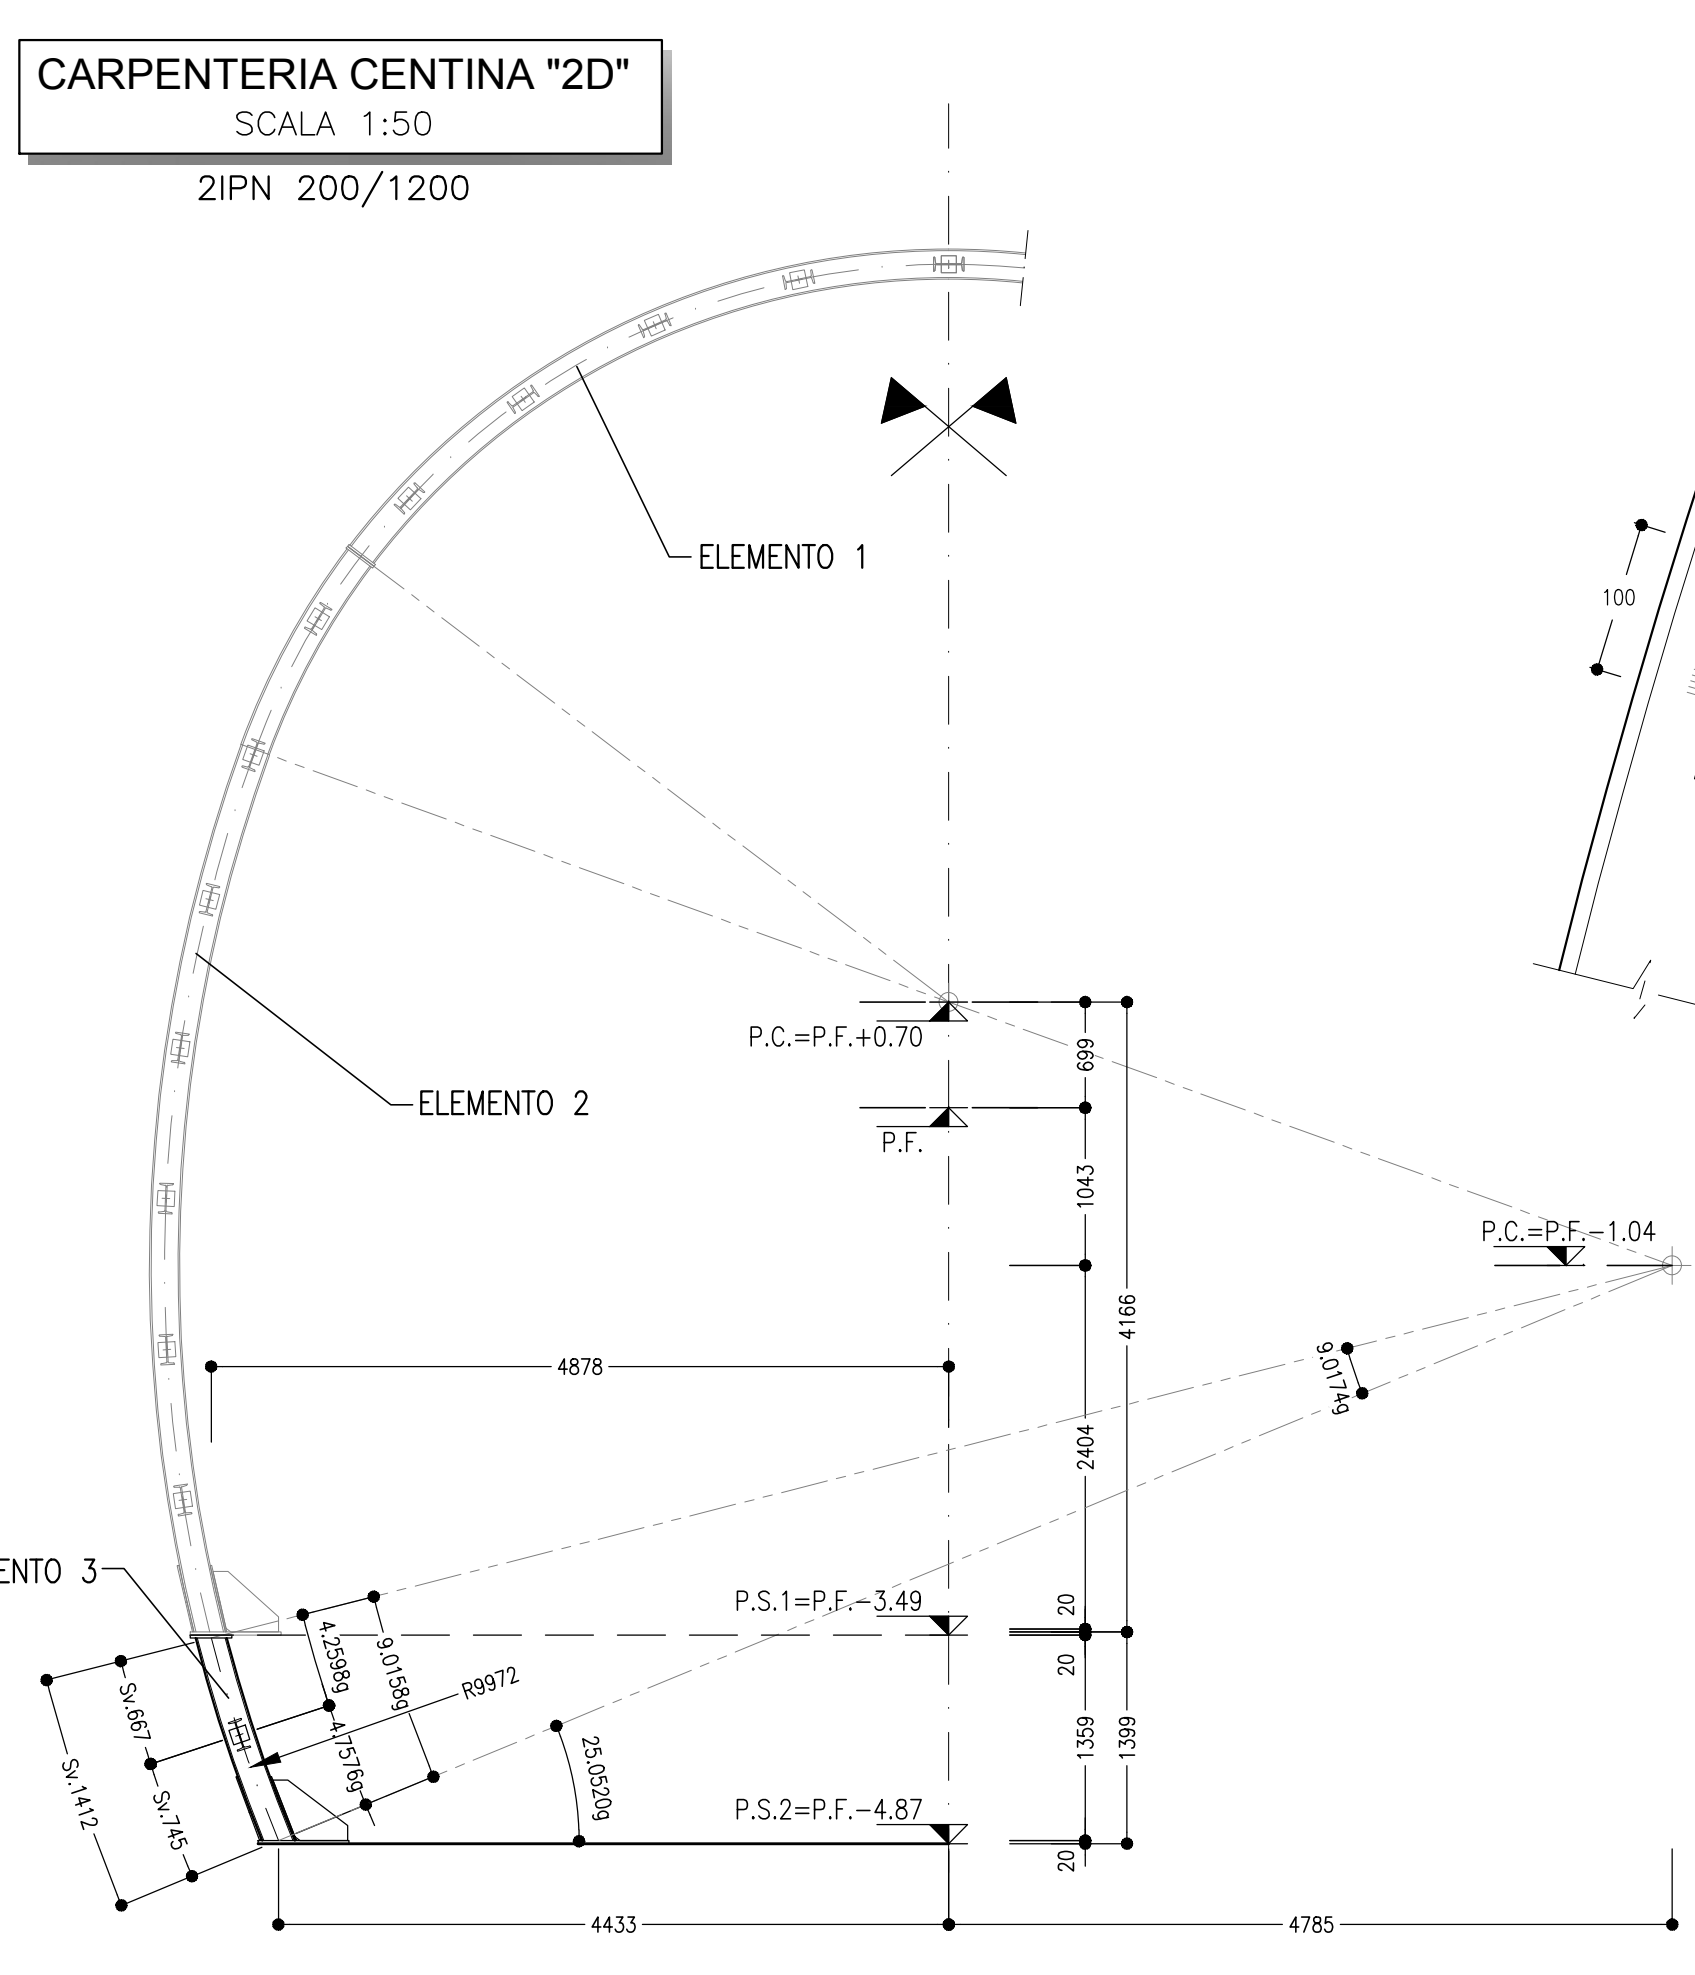 CARPENTERIA CENTINA "2D"
SCALA 1:50
2IPN 200/1200
ELEMENTO 1
100
P.C.=P.F.+0.70
699
ELEMENTO 2
P.F.
1043
P.C.=P.F.-1.04
4166
4878
9.0174g
2404
ENTO 3
P.S.1=P.F.-3.49
20
4.2598g
9.0158g
20
R9972
Sv.667
4.7576g
1359
1399
Sv.1412
Sv.745
25.0520g
P.S.2=P.F.-4.87
20
4433
4785